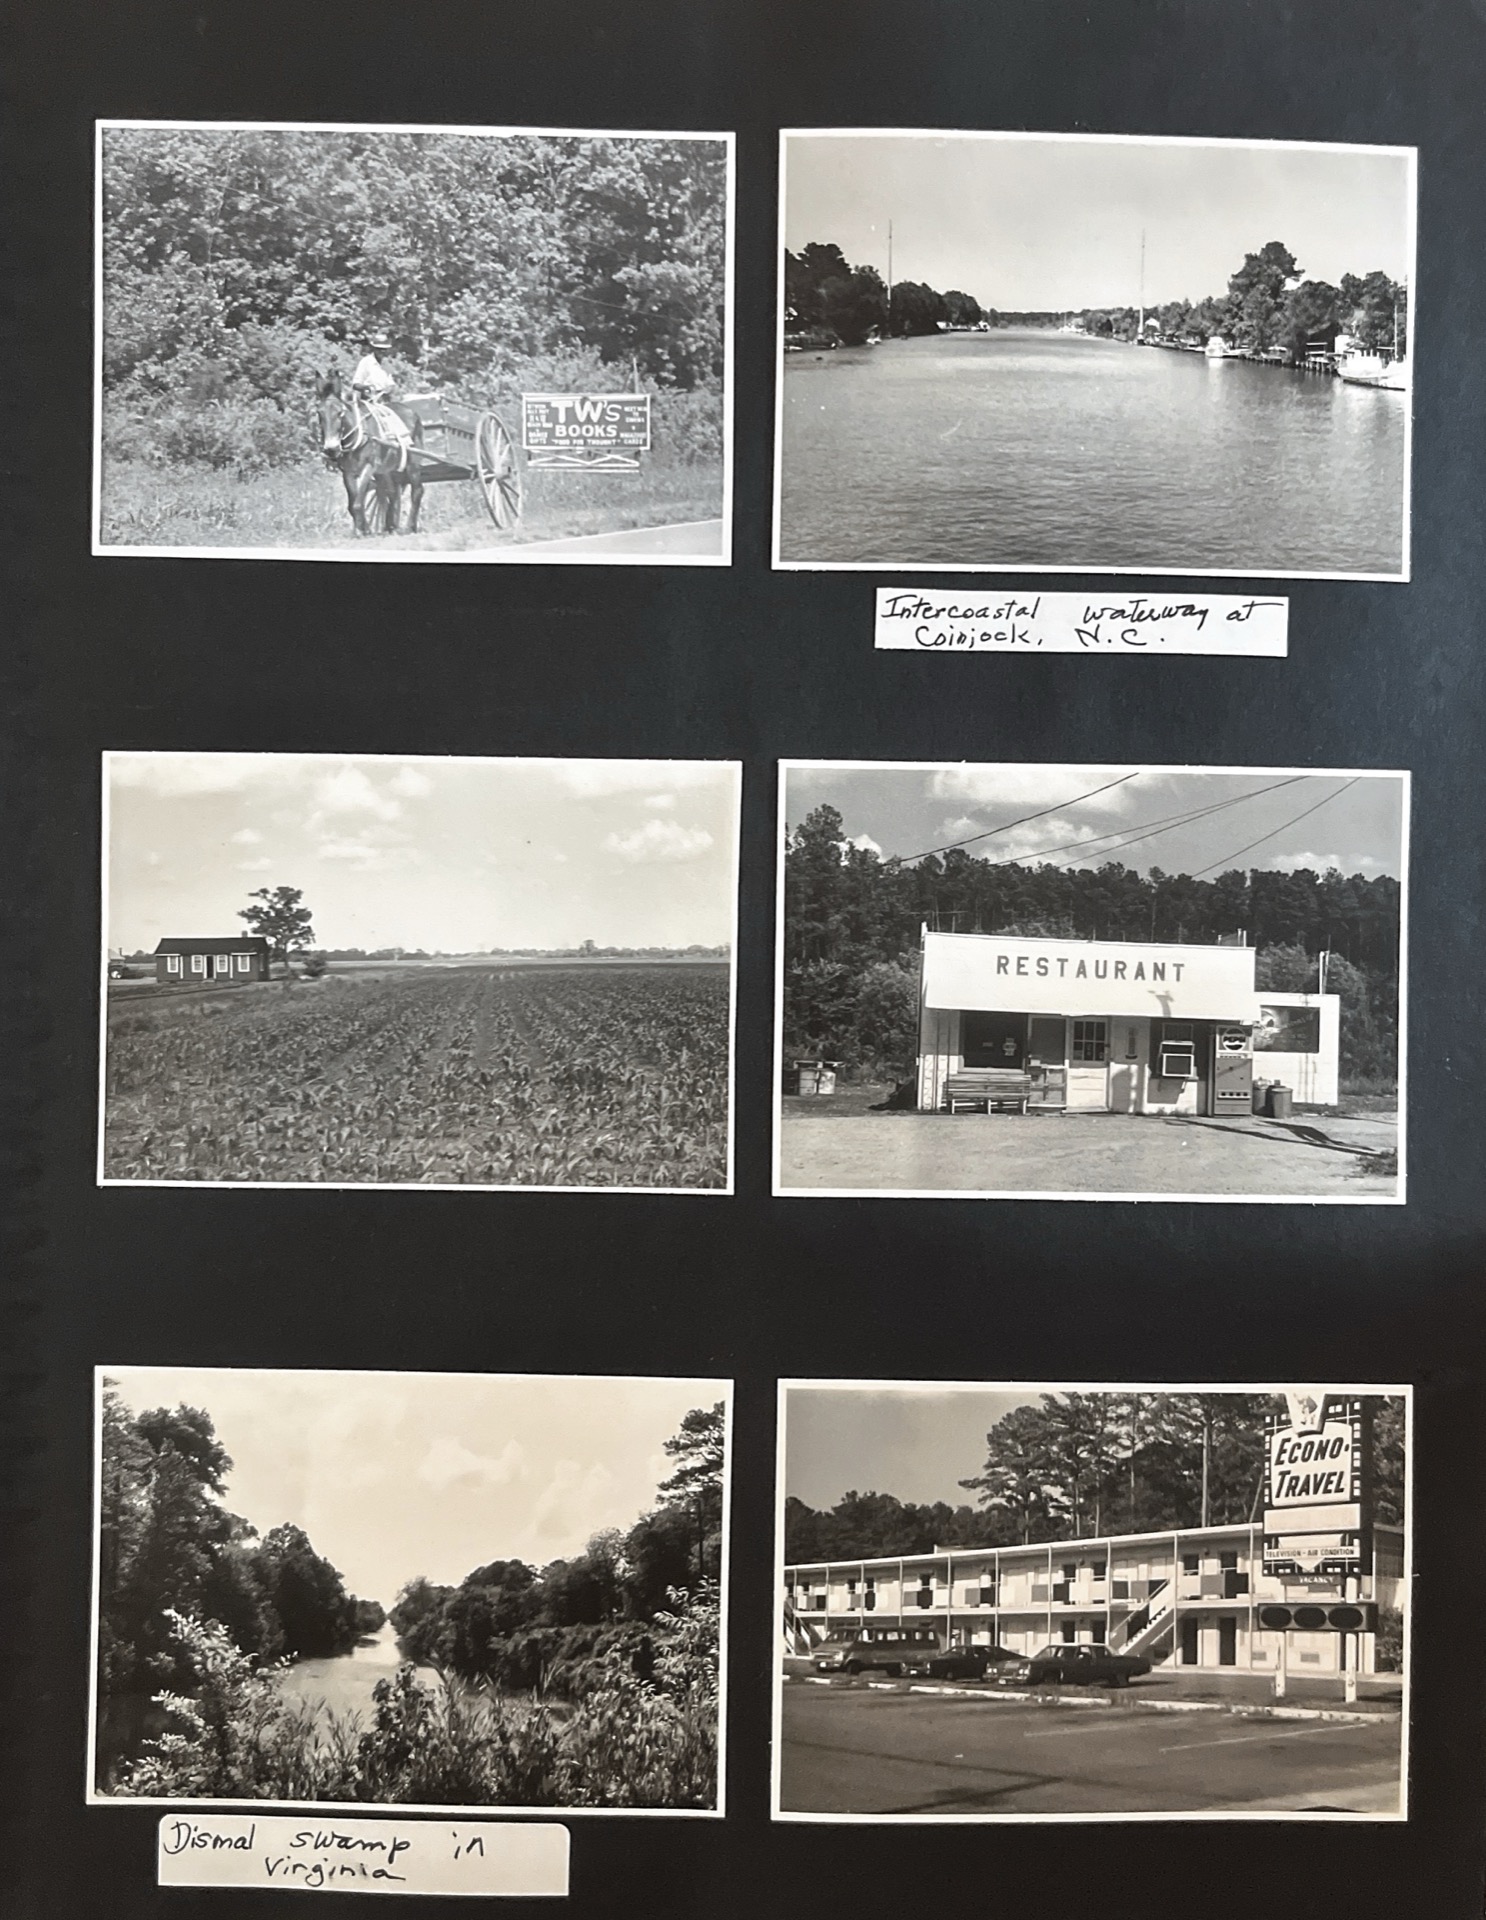 TW's
BOOKS
"FOOD FOR THOUGHT"
Intercoastal waterway at
Coinjock, N.C.
RESTAURANT
ECONO-
TRAVEL
TELEVISION - AIR CONDITION
VACANCY
Dismal swamp in
Virginia